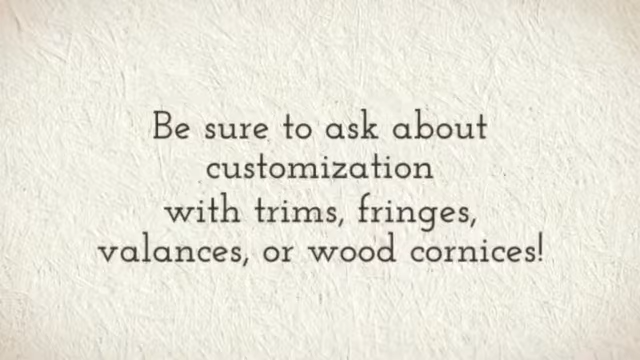 Be sure to ask about
customization
with trims, fringes,
valances, or wood cornices!